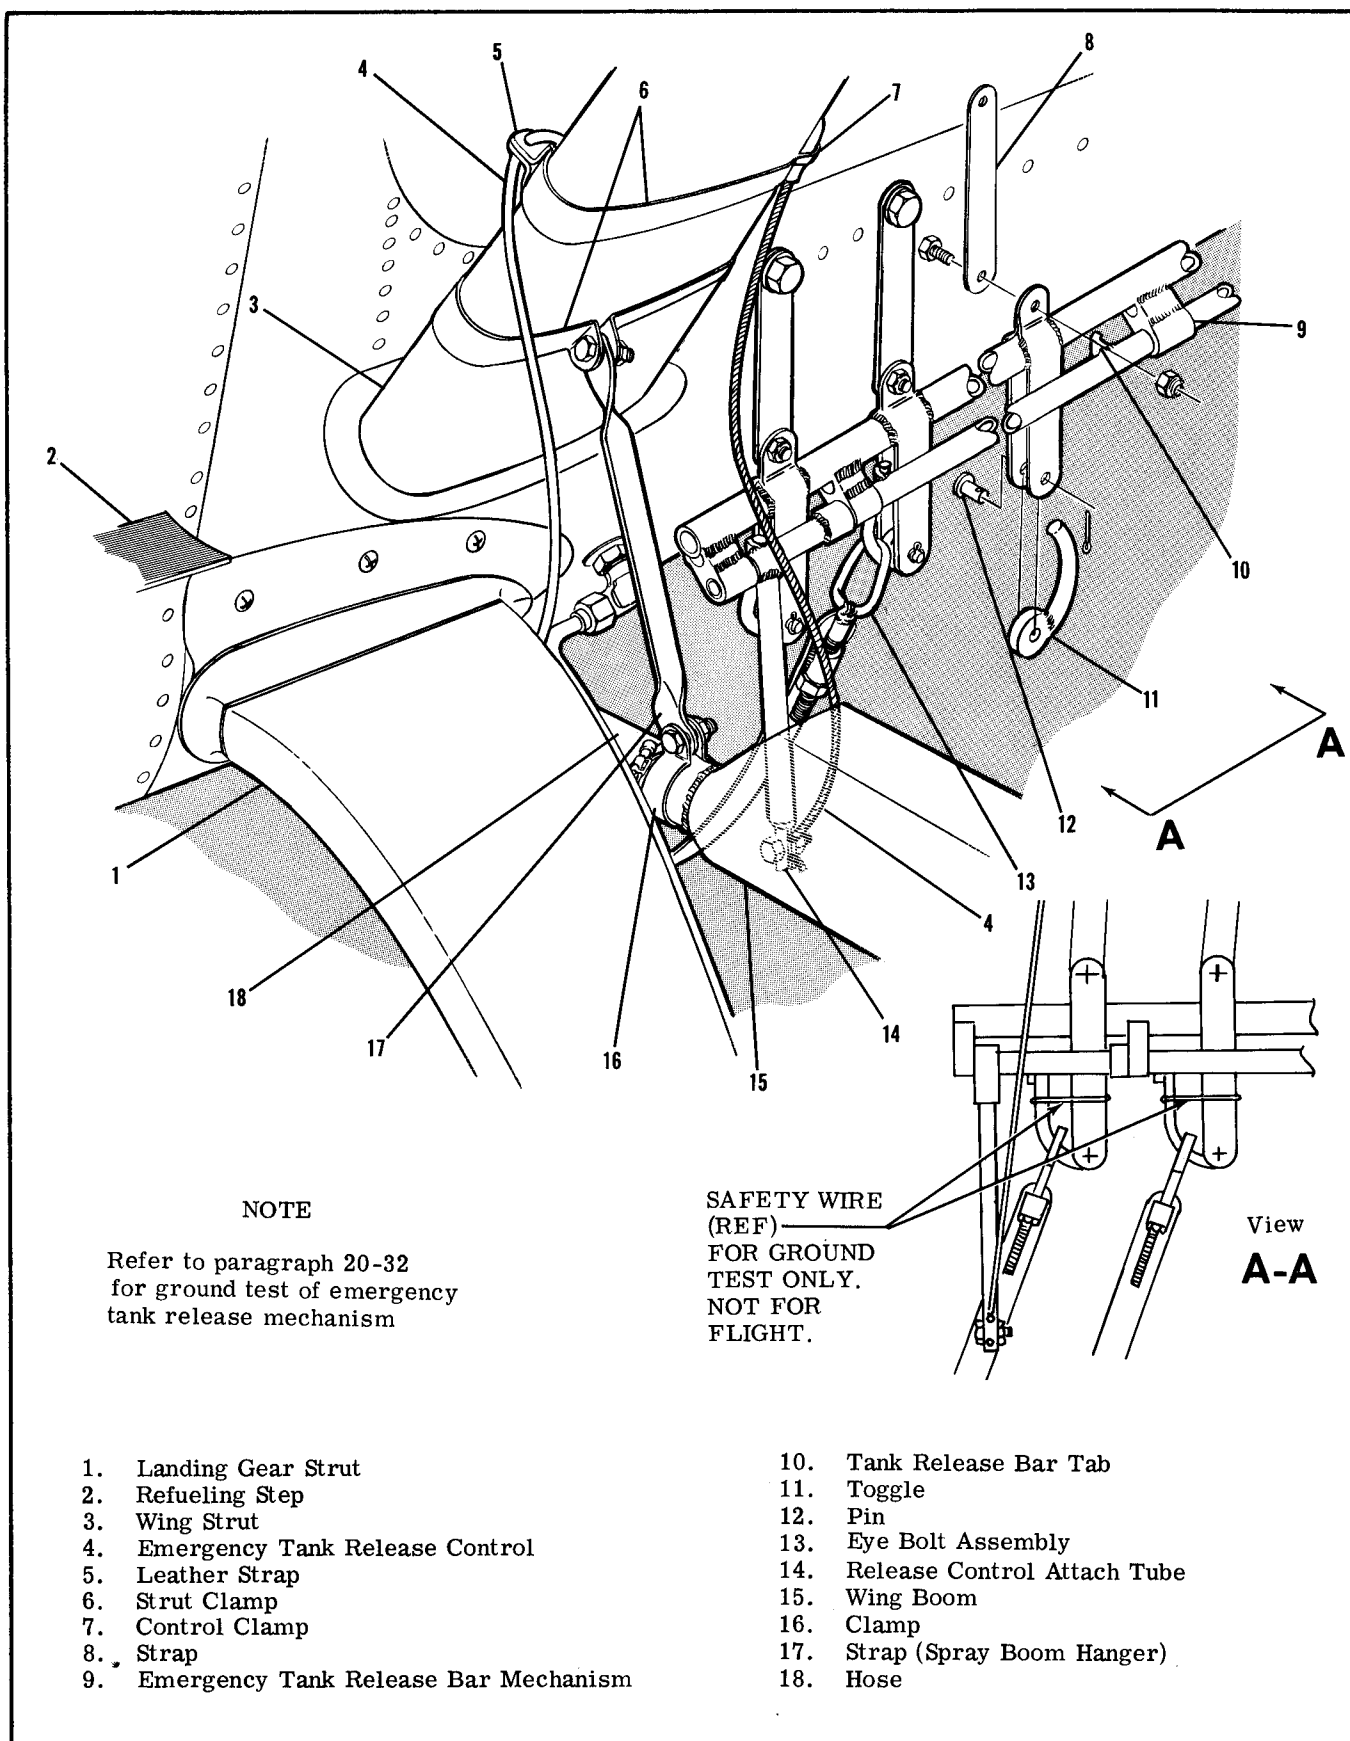 5
8
4
6
7
3
9
2
10
11
A
12
A
1
13
4
18
14
17
16
15
NOTE
Refer to paragraph 20-32
for ground test of emergency
tank release mechanism
SAFETY WIRE
(REF)
FOR GROUND
TEST ONLY.
NOT FOR
FLIGHT.
View
A-A
1. Landing Gear Strut
2. Refueling Step
3. Wing Strut
4. Emergency Tank Release Control
5. Leather Strap
6. Strut Clamp
7. Control Clamp
8. Strap
9. Emergency Tank Release Bar Mechanism
10. Tank Release Bar Tab
11. Toggle
12. Pin
13. Eye Bolt Assembly
14. Release Control Attach Tube
15. Wing Boom
16. Clamp
17. Strap (Spray Boom Hanger)
18. Hose